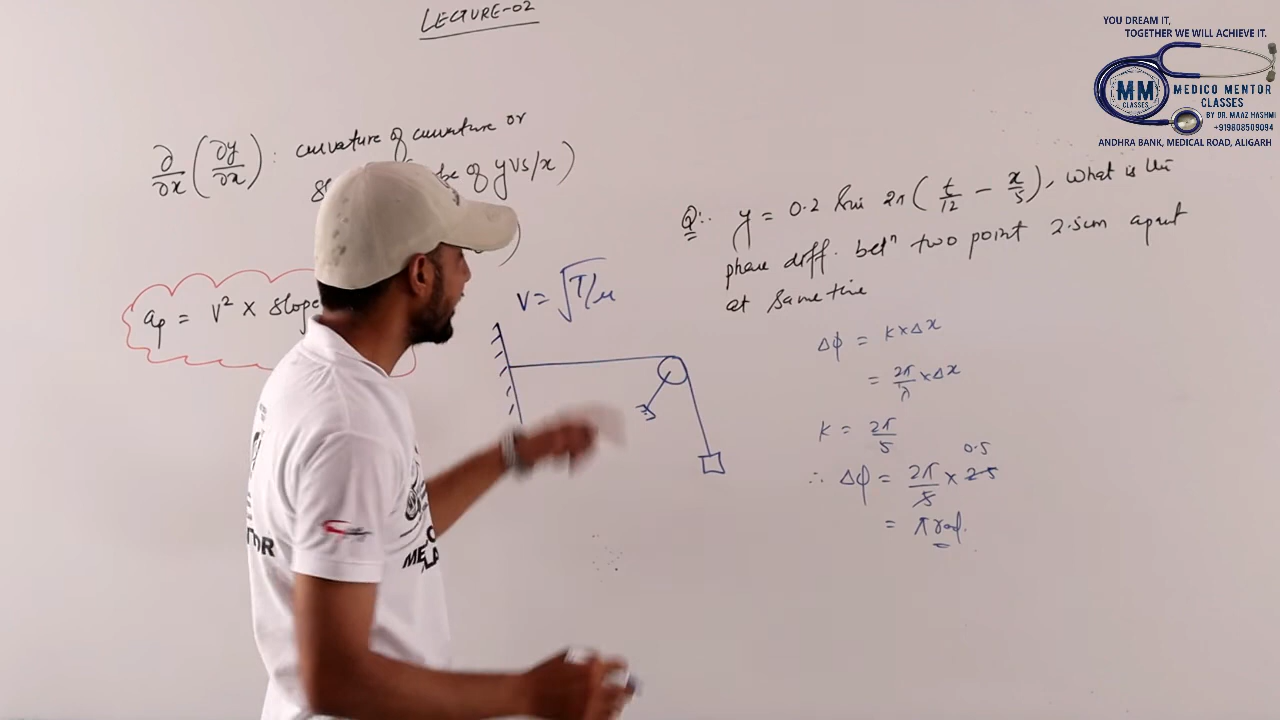 LECTURE-02
YOU DREAM IT,
TOGETHER WE WILL ACHIEVE IT.
MM
CLASSES
MEDICO MENTOR
CLASSES
BY DR. MAAZ HASHMI
+919808509094
ANDHRA BANK, MEDICAL ROAD, ALIGARH
∂/∂x (∂y/∂x) : curvature of curvature or
of y vs/x)
ap = V² × slope
V = √T/μ
Q:. y = 0.2 Sin 2π (t/12 − x/5), What is the
phase diff. betⁿ two point 2.5cm apart
at same time
Δϕ = K×Δx
= 2π/λ ×Δx
K = 2π/5
0.5
∴ Δϕ = 2π/5 × 2.5
= π rad.
TOR
ME
LA